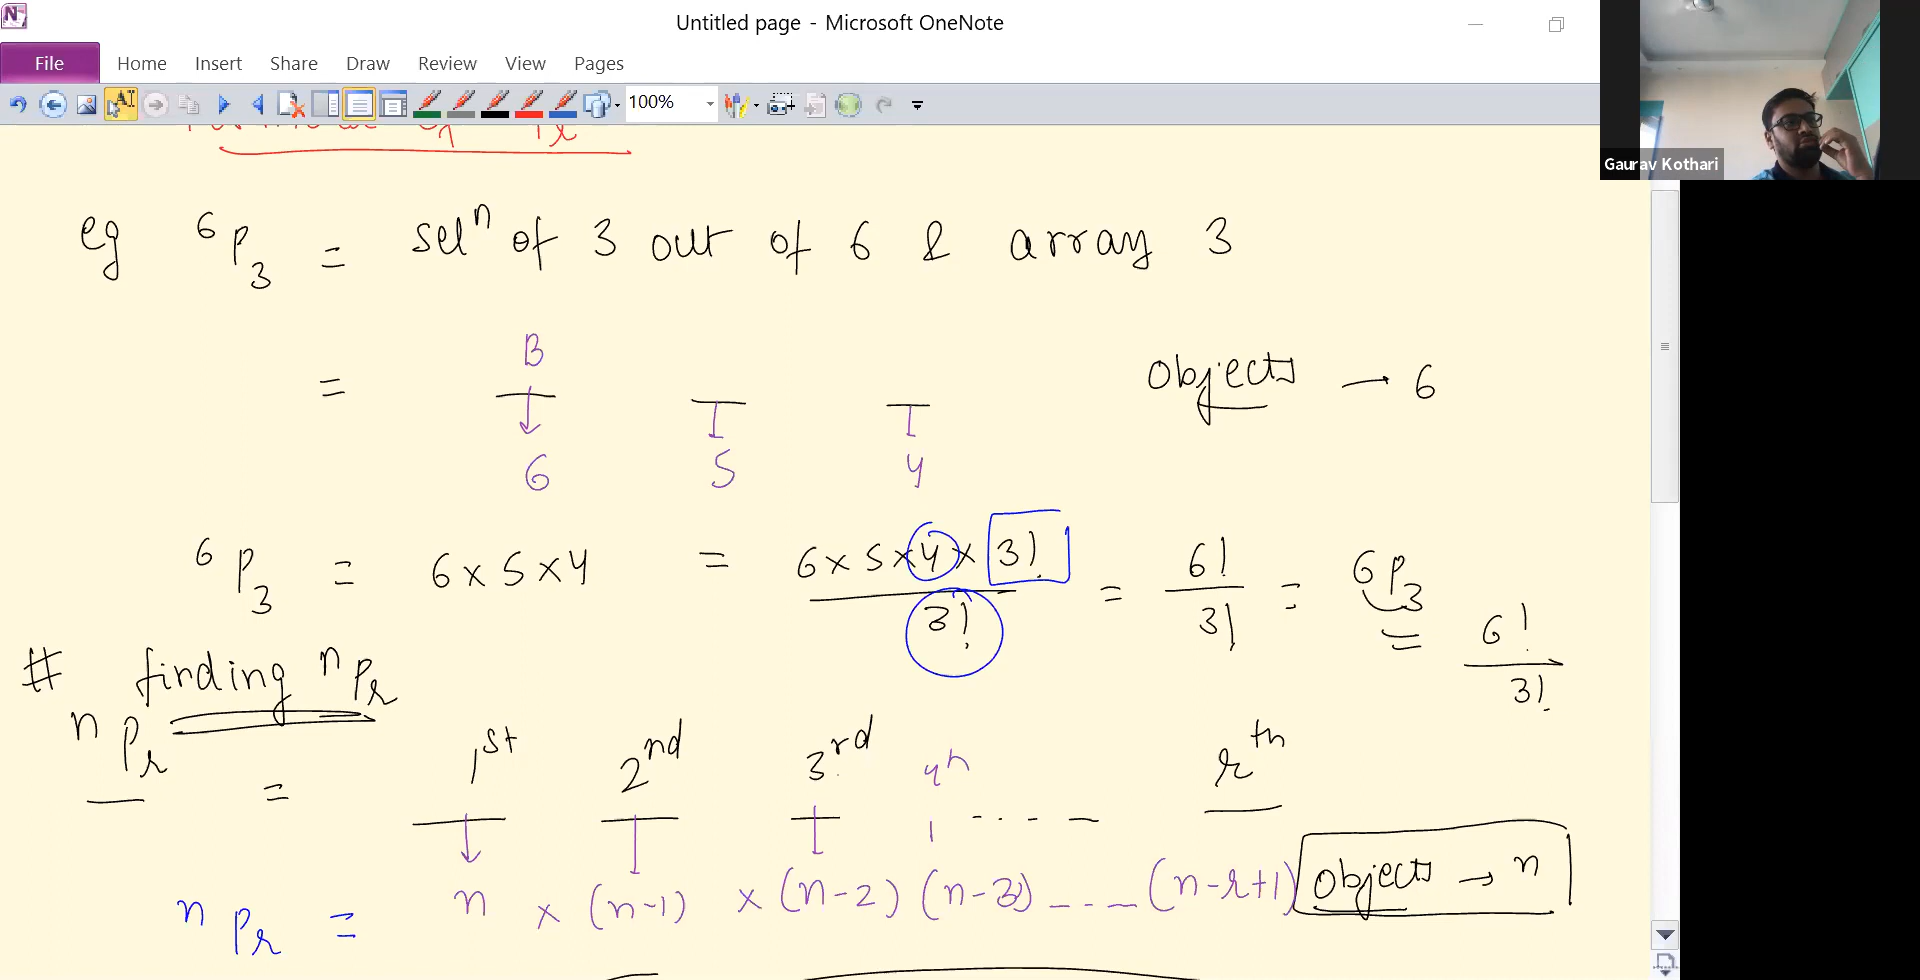 Untitled page - Microsoft OneNote
File Home Insert Share Draw Review View Pages
100%
Gaurav Kothari
eg ⁶P₃ = selⁿ of 3 out of 6 & array 3
B
= Objects → 6
6 5 4
⁶P₃ = 6 x 5 x 4 = 6 x 5 x 4 x 3! / 3! = 6! / 3! = 6P₃ = 6! / 3!
# finding ⁿPᵣ
ⁿPᵣ = 1st 2nd 3rd 4th - - - - rth
Objects → n
ⁿPᵣ = n x (n-1) x (n-2) (n-3) - - - (n-r+1)